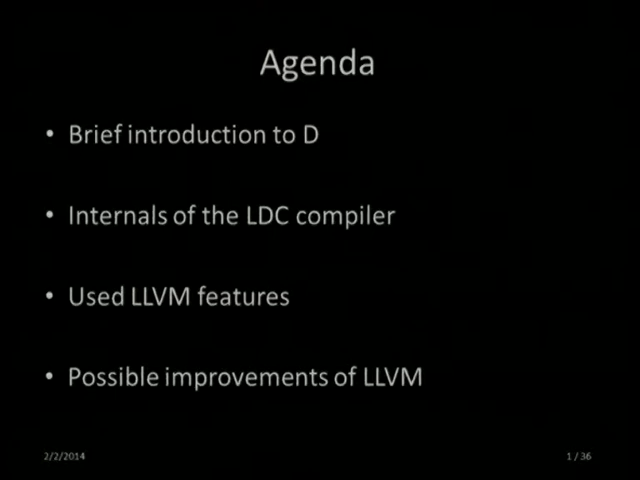 Agenda
• Brief introduction to D
• Internals of the LDC compiler
• Used LLVM features
• Possible improvements of LLVM
2/2/2014
1 / 36